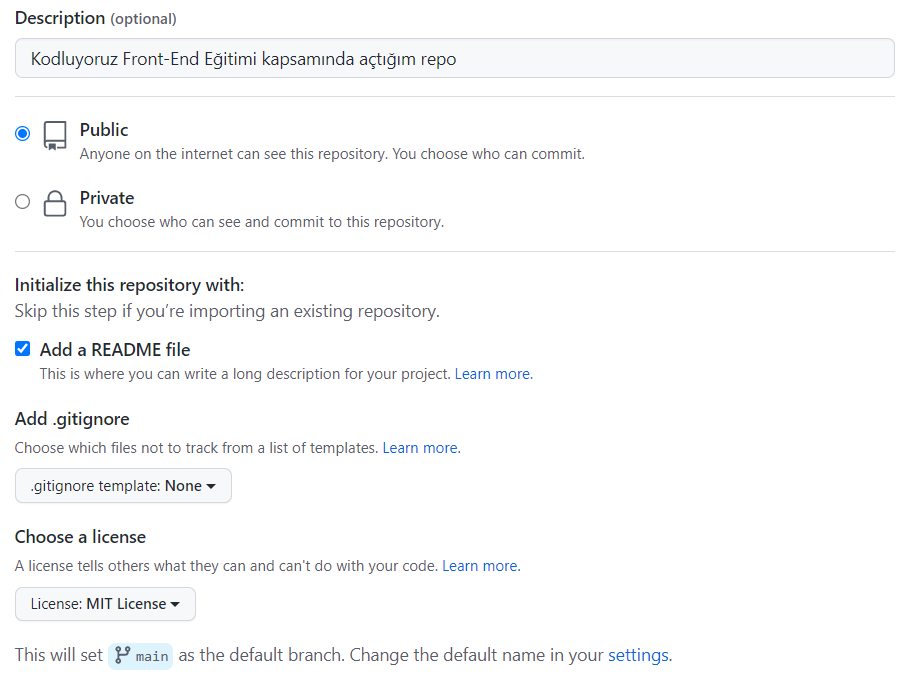 Description (optional)
Kodluyoruz Front-End Eğitimi kapsamında açtığım repo
Public
Anyone on the internet can see this repository. You choose who can commit.
Private
You choose who can see and commit to this repository.
Initialize this repository with:
Skip this step if you’re importing an existing repository.
Add a README file
This is where you can write a long description for your project. Learn more.
Add .gitignore
Choose which files not to track from a list of templates. Learn more.
.gitignore template: None
Choose a license
A license tells others what they can and can't do with your code. Learn more.
License: MIT License
This will set main as the default branch. Change the default name in your settings.